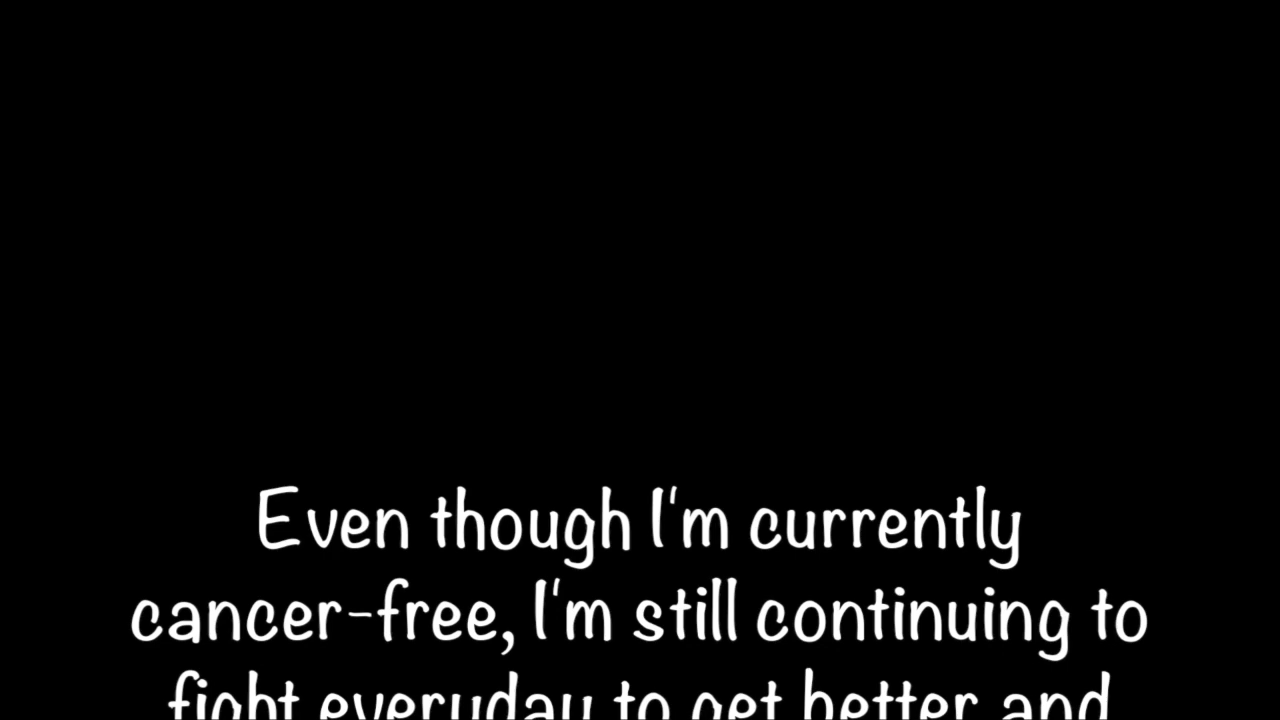 Even though I'm currently
cancer-free, I'm still continuing to
fight everyday to get better and